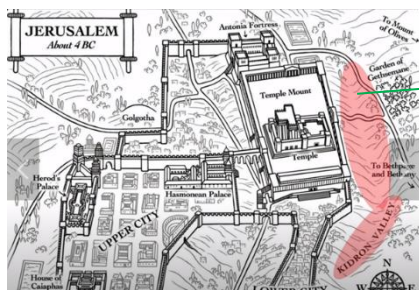 JERUSALEM
About 4 BC
Antonia Fortress
To Mount
of Olives
Garden of
Gethsemane
Temple Mount
Golgotha
Temple
To Bethpage
and Bethany
Herod's
Palace
Hasmonean Palace
UPPER CITY
KIDRON VALLEY
N
W
House of
Caiaphas
LOWER CITY